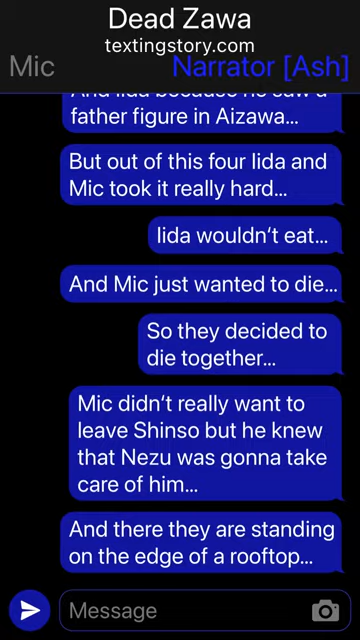 Dead Zawa
textingstory.com
Mic
Narrator [Ash]
And Iida because he saw a
father figure in Aizawa...
But out of this four Iida and
Mic took it really hard...
Iida wouldn't eat...
And Mic just wanted to die...
So they decided to
die together...
Mic didn't really want to
leave Shinso but he knew
that Nezu was gonna take
care of him...
And there they are standing
on the edge of a rooftop...
Message